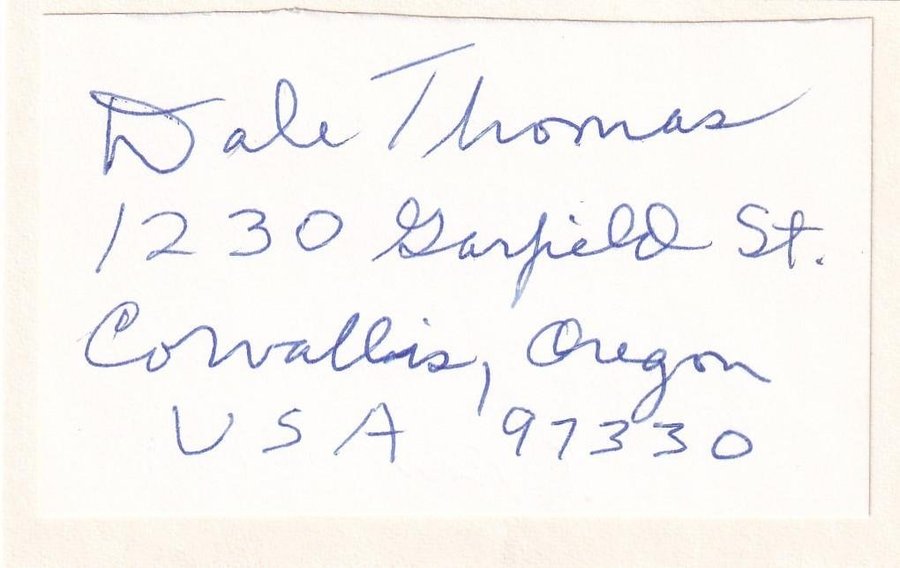 Dale Thomas
1230 Garfield St.
Corvallis, Oregon
USA 97330